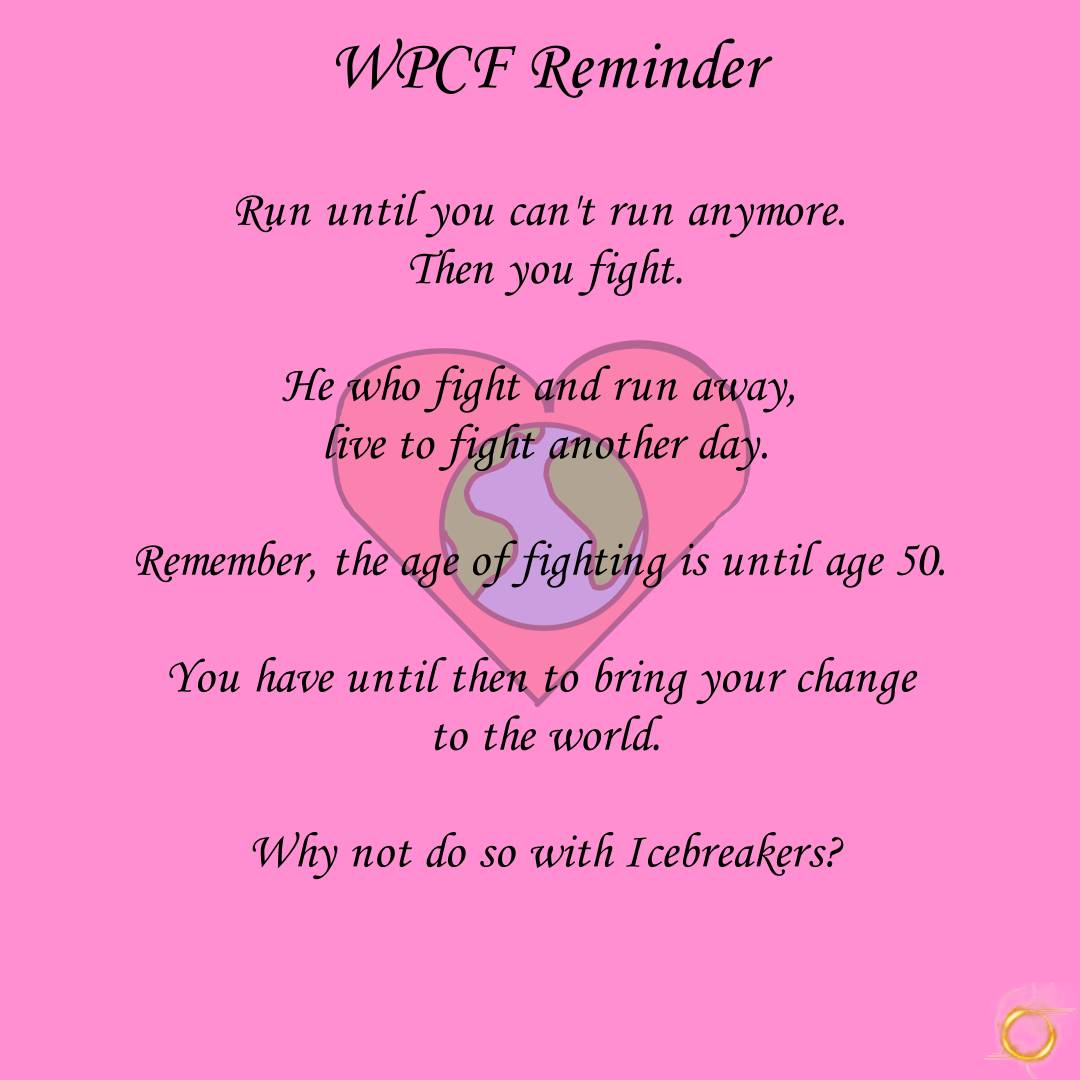 WPCF Reminder
Run until you can't run anymore.
Then you fight.
He who fight and run away,
live to fight another day.
Remember, the age of fighting is until age 50.
You have until then to bring your change
to the world.
Why not do so with Icebreakers?